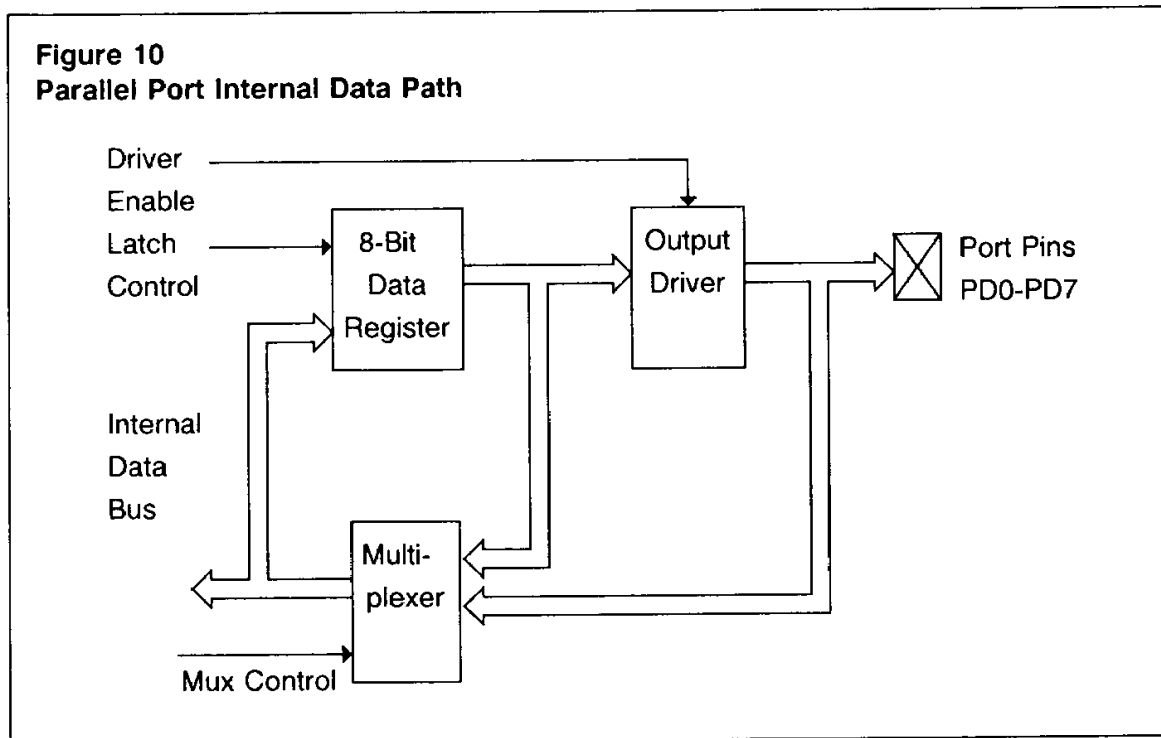 Figure 10
Parallel Port Internal Data Path
Driver
Enable
Latch
Control
8-Bit
Data
Register
Output
Driver
Port Pins
PD0-PD7
Internal
Data
Bus
Multi-
plexer
Mux Control